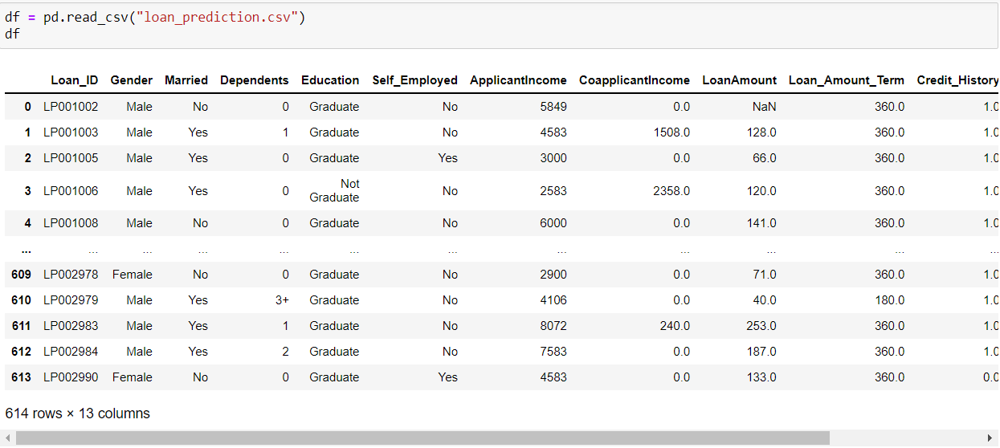 df = pd.read_csv("loan_prediction.csv")
df
Loan_ID Gender Married Dependents Education Self_Employed ApplicantIncome CoapplicantIncome LoanAmount Loan_Amount_Term Credit_History
0 LP001002 Male No 0 Graduate No 5849 0.0 NaN 360.0 1.0
1 LP001003 Male Yes 1 Graduate No 4583 1508.0 128.0 360.0 1.0
2 LP001005 Male Yes 0 Graduate Yes 3000 0.0 66.0 360.0 1.0
3 LP001006 Male Yes 0 Not Graduate No 2583 2358.0 120.0 360.0 1.0
4 LP001008 Male No 0 Graduate No 6000 0.0 141.0 360.0 1.0
... ... ... ... ... ... ... ... ... ... ... ...
609 LP002978 Female No 0 Graduate No 2900 0.0 71.0 360.0 1.0
610 LP002979 Male Yes 3+ Graduate No 4106 0.0 40.0 180.0 1.0
611 LP002983 Male Yes 1 Graduate No 8072 240.0 253.0 360.0 1.0
612 LP002984 Male Yes 2 Graduate No 7583 0.0 187.0 360.0 1.0
613 LP002990 Female No 0 Graduate Yes 4583 0.0 133.0 360.0 0.0
614 rows × 13 columns